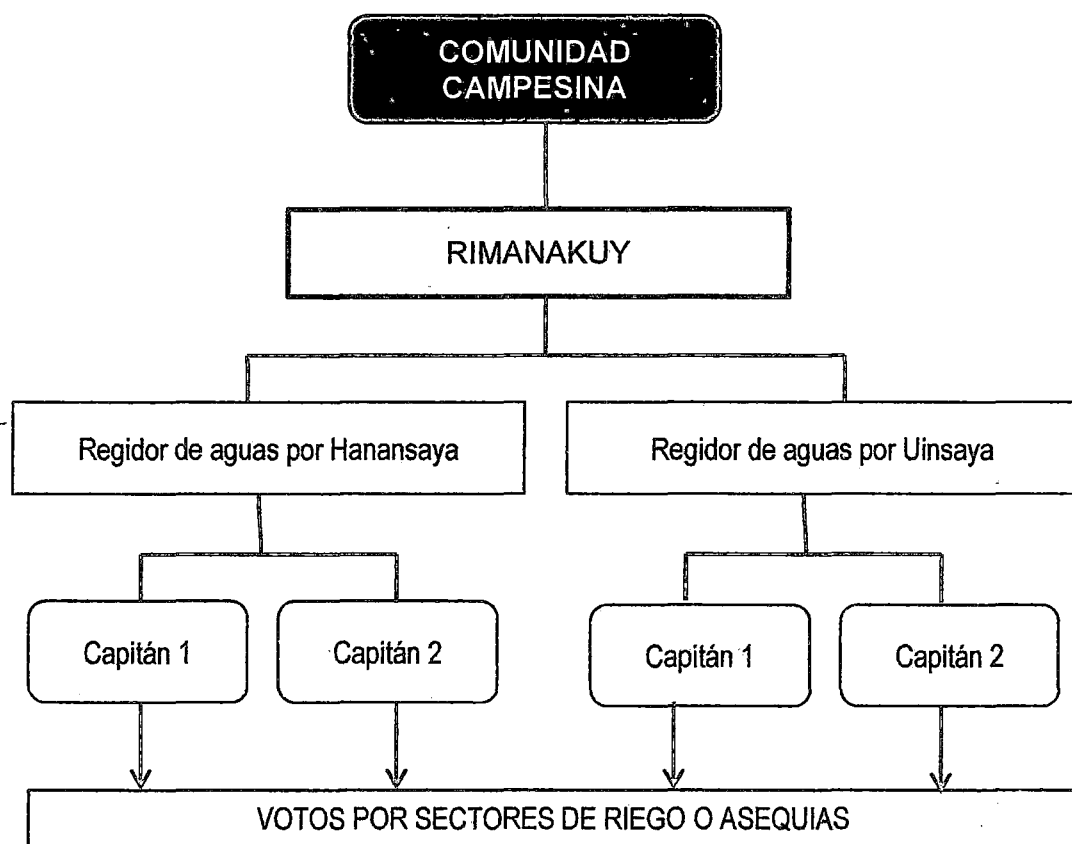 COMUNIDAD
CAMPESINA
RIMANAKUY
Regidor de aguas por Hanansaya
Regidor de aguas por Uinsaya
Capitán 1
Capitán 2
Capitán 1
Capitán 2
VOTOS POR SECTORES DE RIEGO O ASEQUIAS